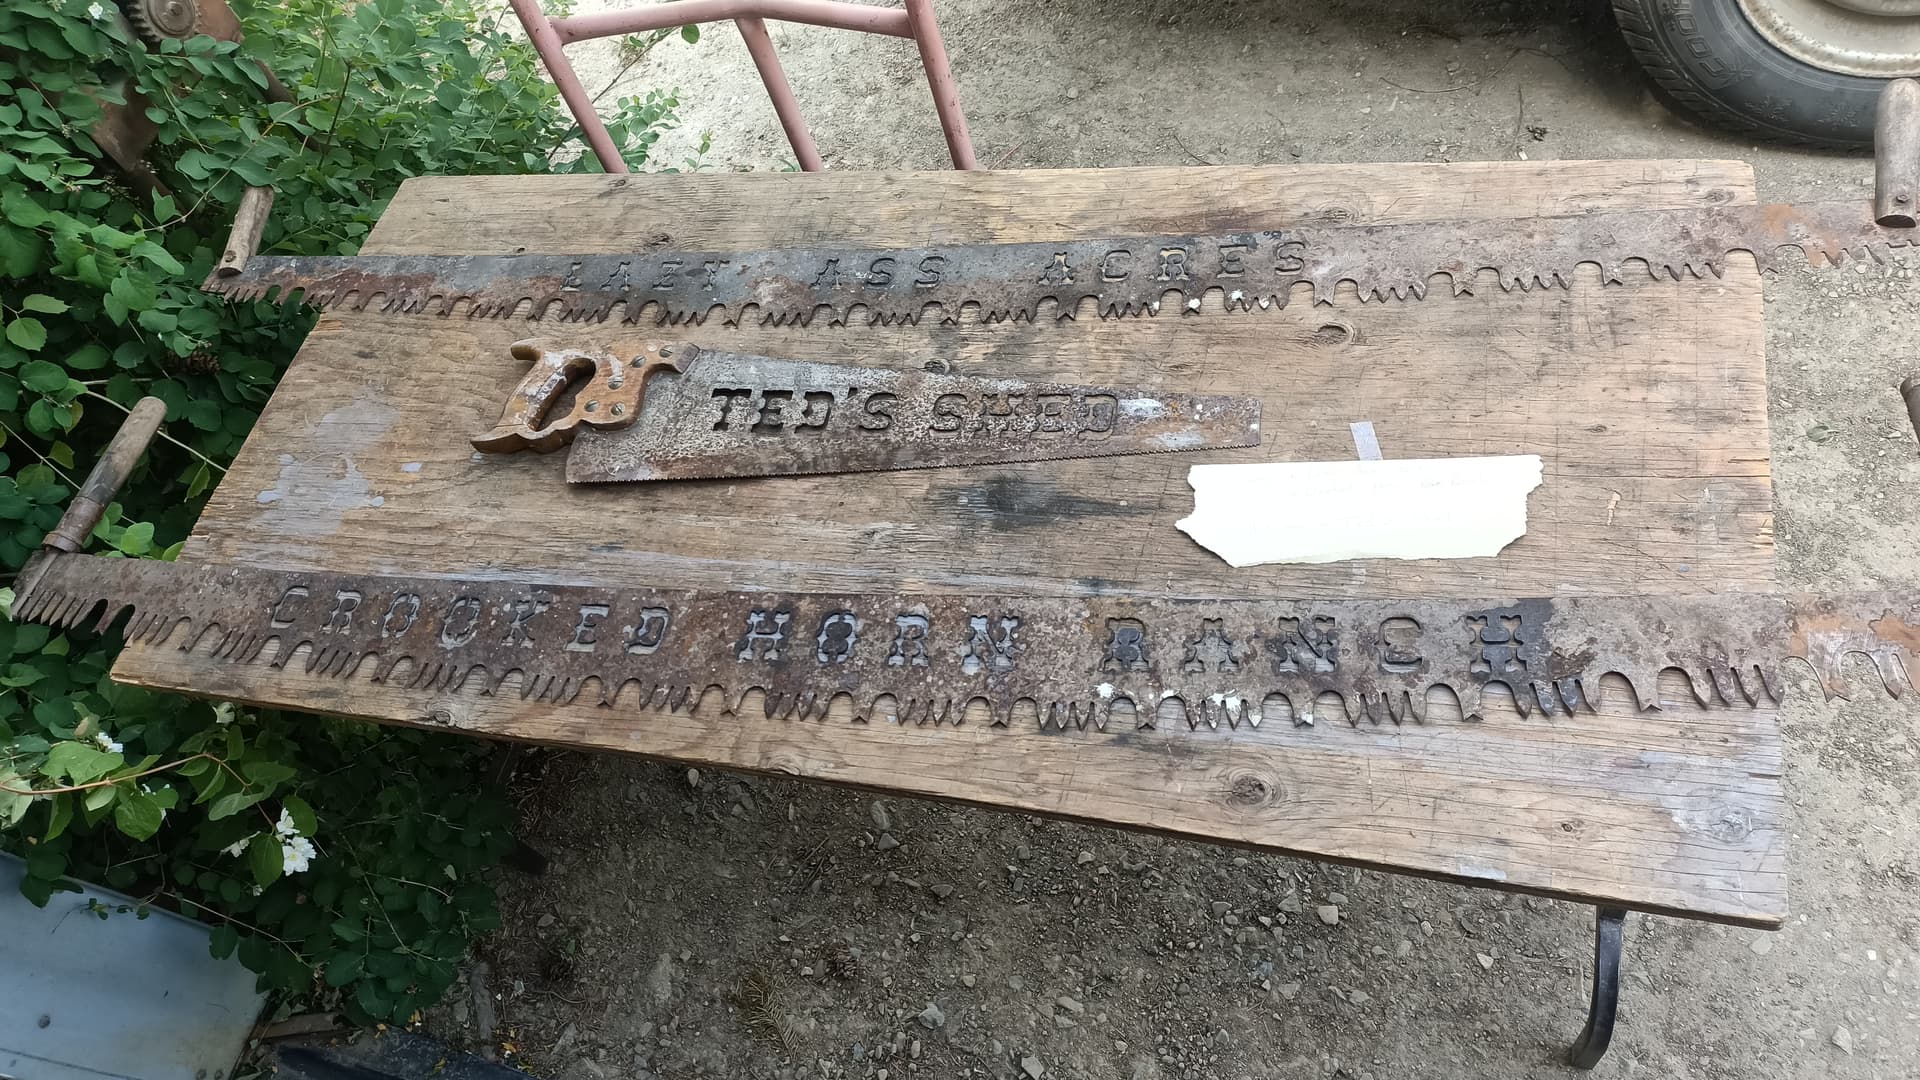 LAZY ASS ACRES
TED'S SHED
CROOKED HORN RANCH